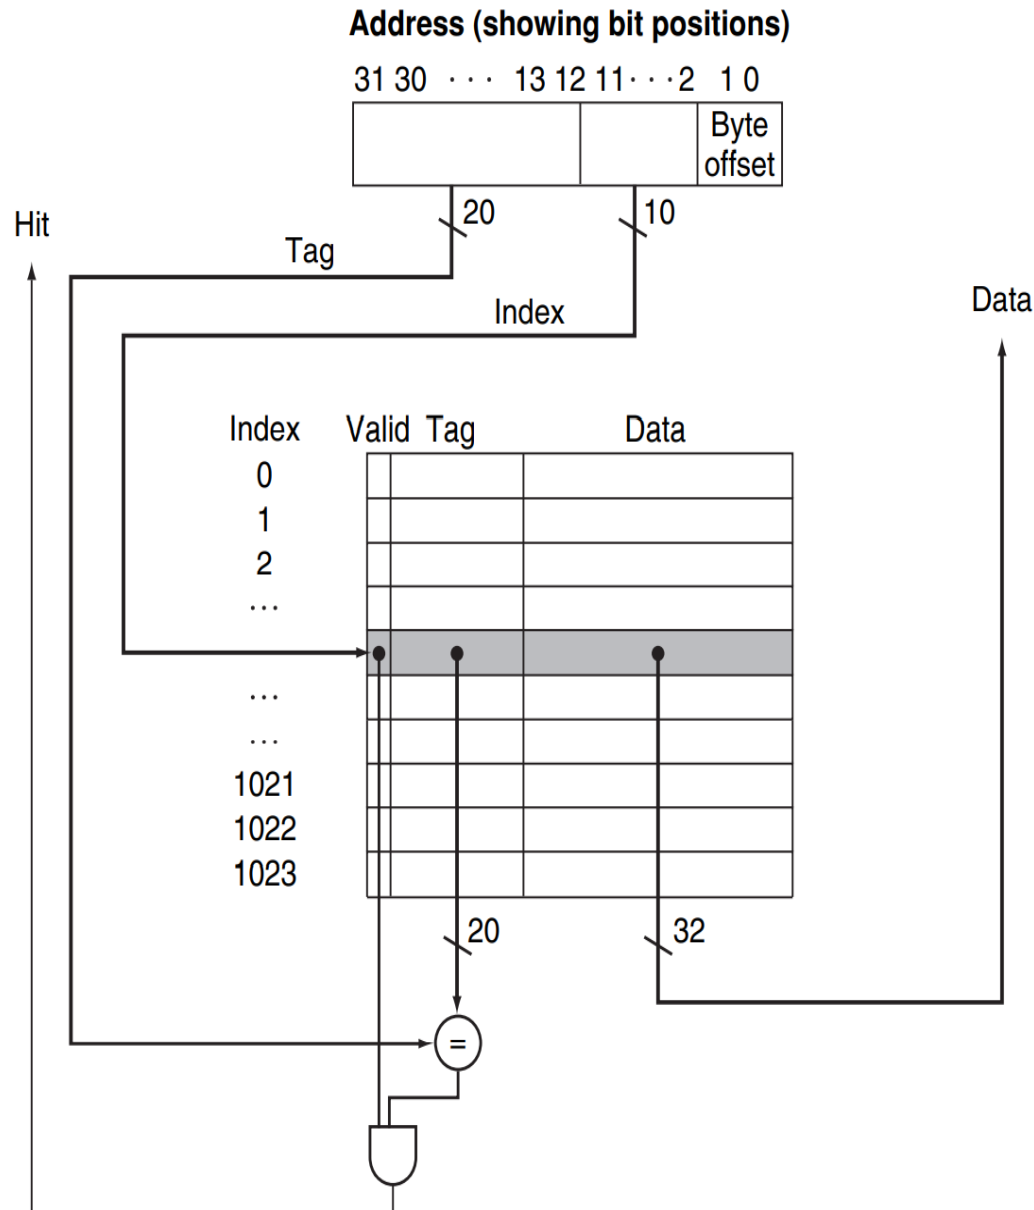 Address (showing bit positions)
31 30 · · · 13 12 11 · · · 2 1 0
Byte
offset
20
10
Hit
Tag
Data
Index
Index Valid Tag Data
0
1
2
...
...
...
1021
1022
1023
20
32
=